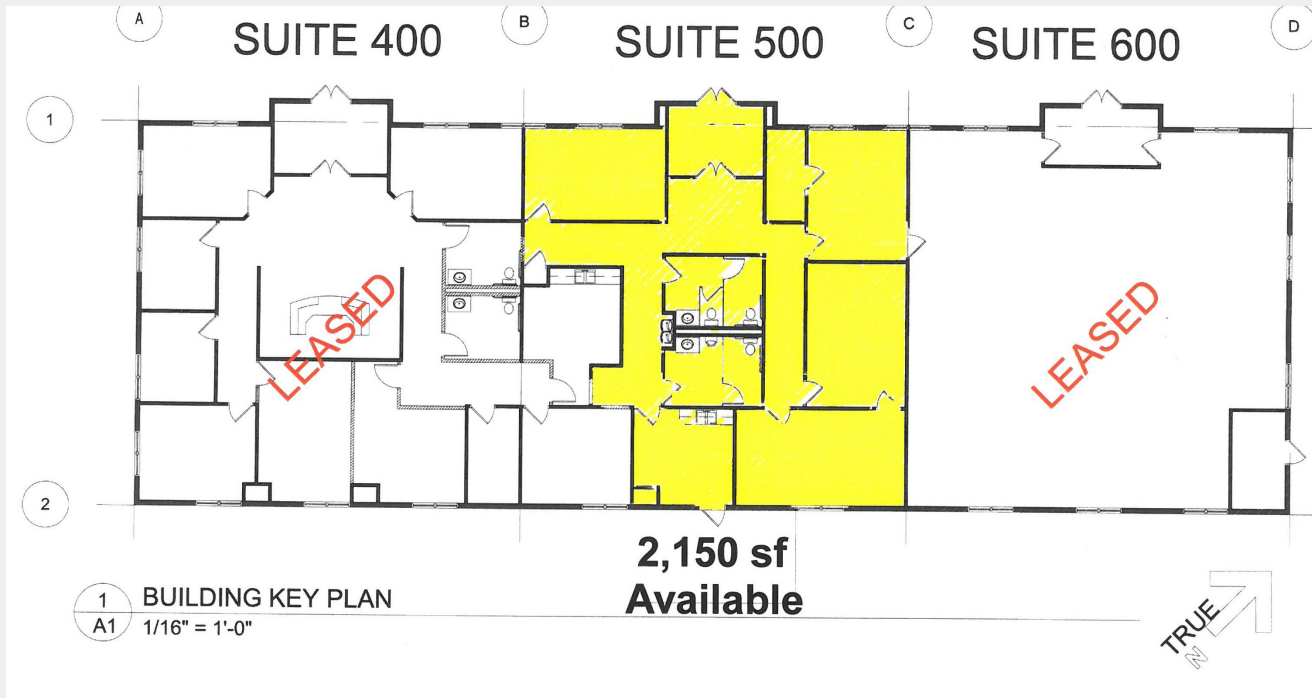 A
B
C
D
SUITE 400
SUITE 500
SUITE 600
1
LEASED
LEASED
2
2,150 sf
Available
1
A1
BUILDING KEY PLAN
1/16" = 1'-0"
TRUE
N